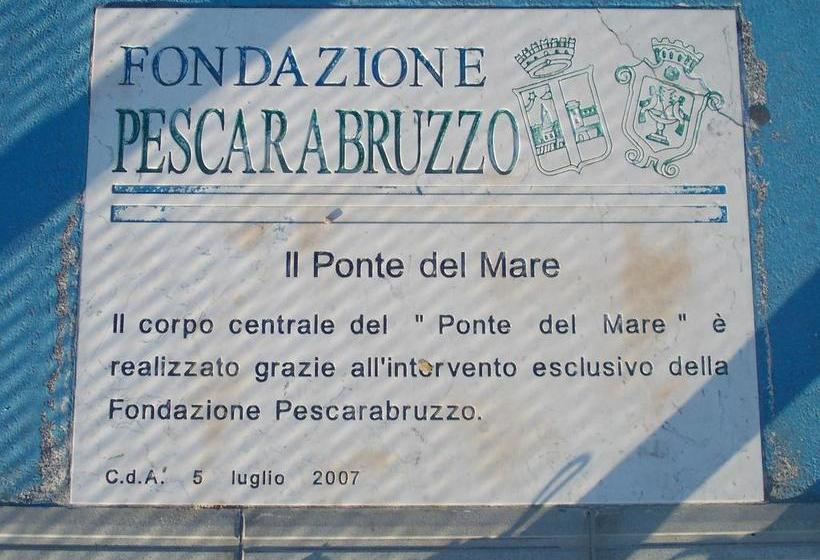 FONDAZIONE
PESCARABRUZZO
Il Ponte del Mare
Il corpo centrale del " Ponte del Mare " è
realizzato grazie all'intervento esclusivo della
Fondazione Pescarabruzzo.
C.d.A. 5 luglio 2007